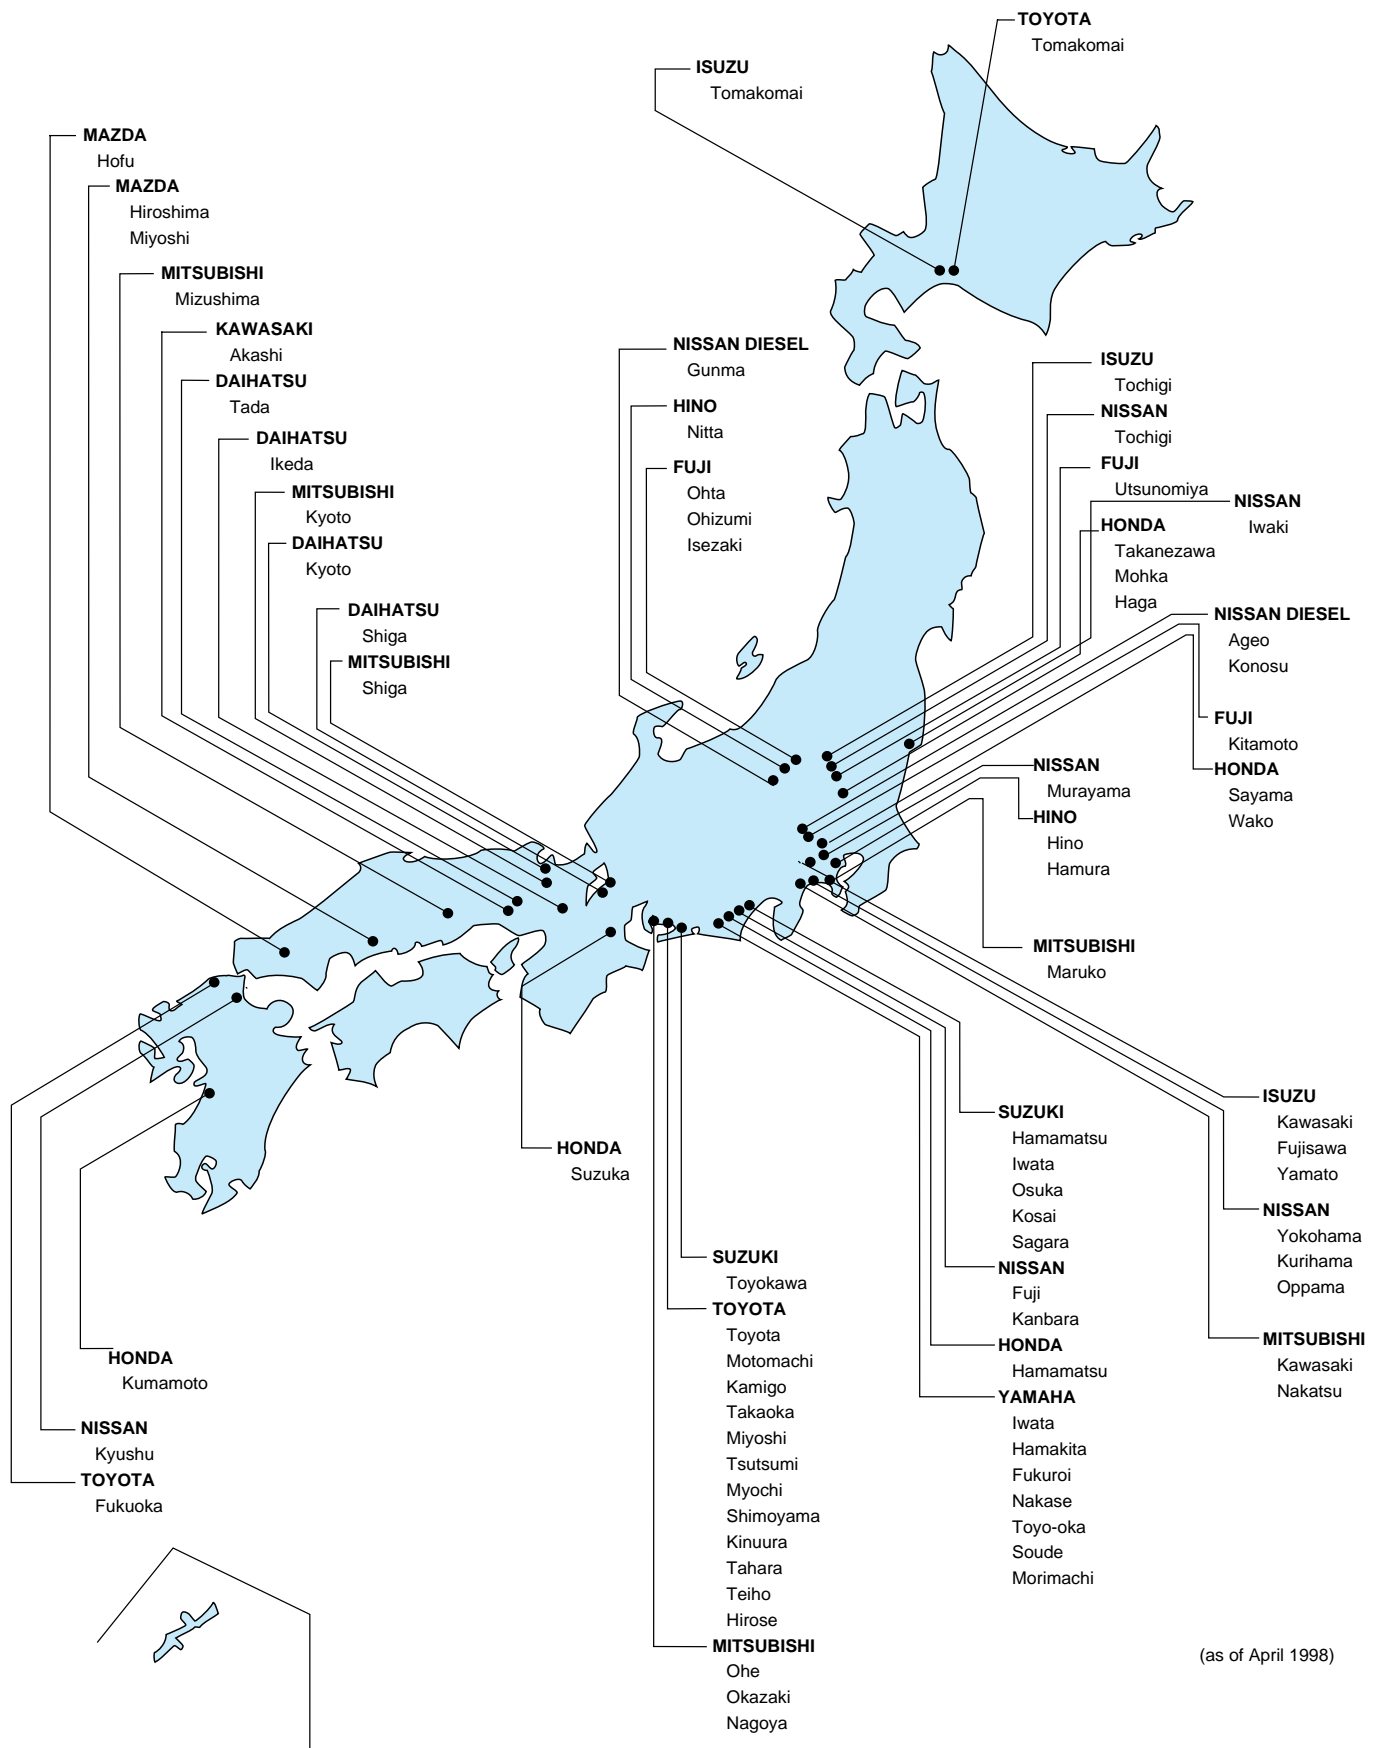 TOYOTA
Tomakomai
ISUZU
Tomakomai
MAZDA
Hofu
MAZDA
Hiroshima
Miyoshi
MITSUBISHI
Mizushima
KAWASAKI
Akashi
DAIHATSU
Tada
DAIHATSU
Ikeda
MITSUBISHI
Kyoto
DAIHATSU
Kyoto
DAIHATSU
Shiga
MITSUBISHI
Shiga
NISSAN DIESEL
Gunma
HINO
Nitta
FUJI
Ohta
Ohizumi
Isezaki
ISUZU
Tochigi
NISSAN
Tochigi
FUJI
Utsunomiya
NISSAN
Iwaki
HONDA
Takanezawa
Mohka
Haga
NISSAN DIESEL
Ageo
Konosu
FUJI
Kitamoto
HONDA
Sayama
Wako
NISSAN
Murayama
HINO
Hino
Hamura
MITSUBISHI
Maruko
ISUZU
Kawasaki
Fujisawa
Yamato
NISSAN
Yokohama
Kurihama
Oppama
MITSUBISHI
Kawasaki
Nakatsu
SUZUKI
Hamamatsu
Iwata
Osuka
Kosai
Sagara
NISSAN
Fuji
Kanbara
HONDA
Hamamatsu
YAMAHA
Iwata
Hamakita
Fukuroi
Nakase
Toyo-oka
Soude
Morimachi
HONDA
Suzuka
SUZUKI
Toyokawa
TOYOTA
Toyota
Motomachi
Kamigo
Takaoka
Miyoshi
Tsutsumi
Myochi
Shimoyama
Kinuura
Tahara
Teiho
Hirose
MITSUBISHI
Ohe
Okazaki
Nagoya
HONDA
Kumamoto
NISSAN
Kyushu
TOYOTA
Fukuoka
(as of April 1998)